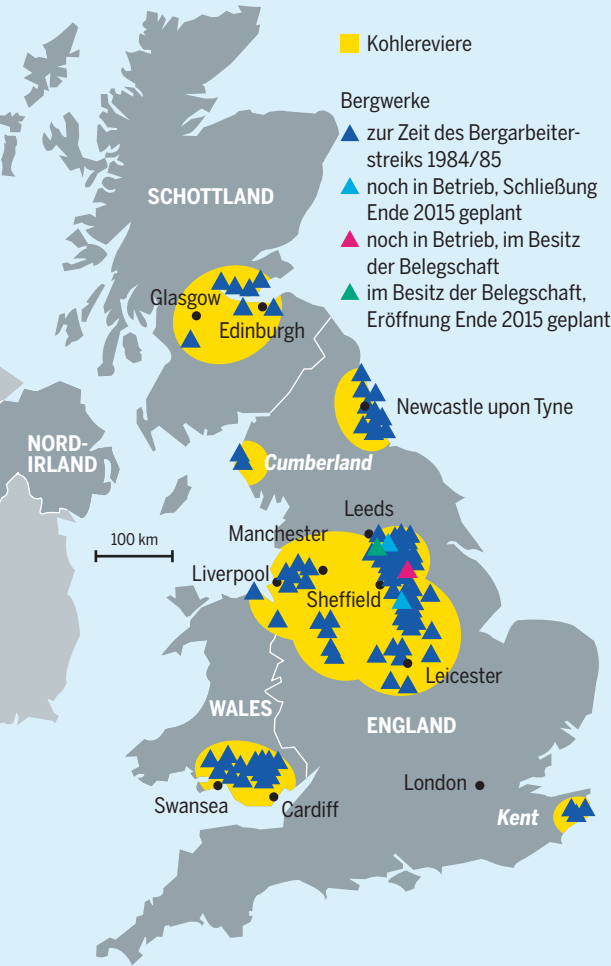 Kohlereviere
Bergwerke
zur Zeit des Bergarbeiter-
streiks 1984/85
noch in Betrieb, Schließung
Ende 2015 geplant
noch in Betrieb, im Besitz
der Belegschaft
im Besitz der Belegschaft,
Eröffnung Ende 2015 geplant
SCHOTTLAND
Glasgow
Edinburgh
Newcastle upon Tyne
NORD-
IRLAND
Cumberland
Leeds
100 km
Manchester
Liverpool
Sheffield
Leicester
WALES
ENGLAND
London
Swansea
Cardiff
Kent